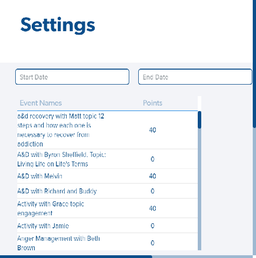 Settings
Start Date End Date
Event Names Points
a&d recovery with Matt topic 12
steps and how each one is
necessary to recover from
addiction
40
A&D with Byron Sheffield. Topic:
Living Life on Life's Terms
0
A&D with Melvin 40
A&D with Richard and Buddy 0
Activity with Grace topic
engagement
40
Activity with Jamie 0
Anger Management with Beth
Brown
0